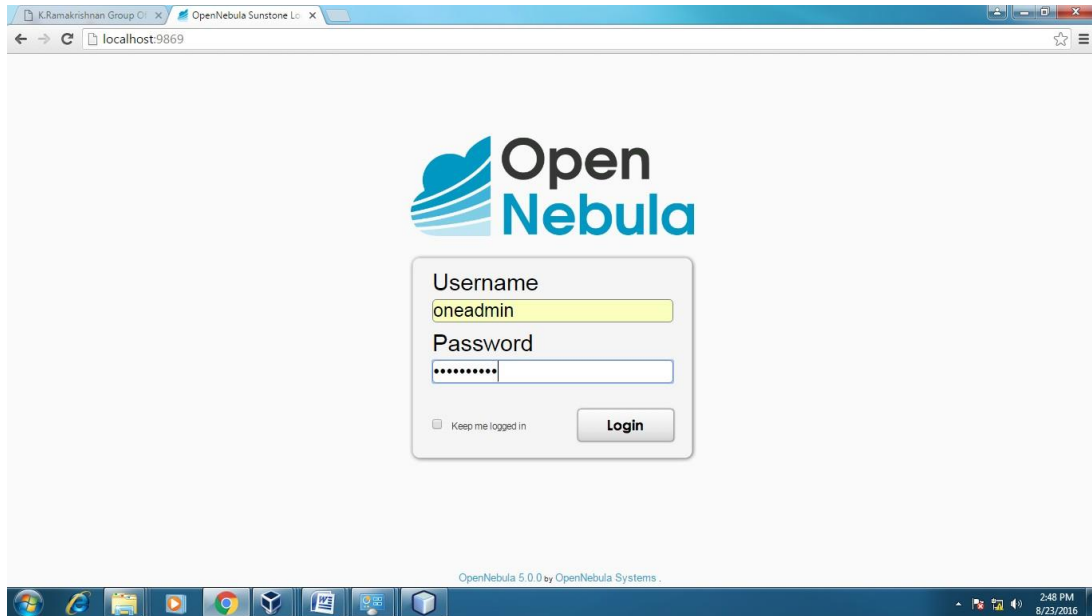 K.Ramakrishnan Group Of
OpenNebula Sunstone Lo
localhost:9869
Open
Nebula
Username
oneadmin
Password
Keep me logged in
Login
OpenNebula 5.0.0 by OpenNebula Systems .
2:48 PM
8/23/2016